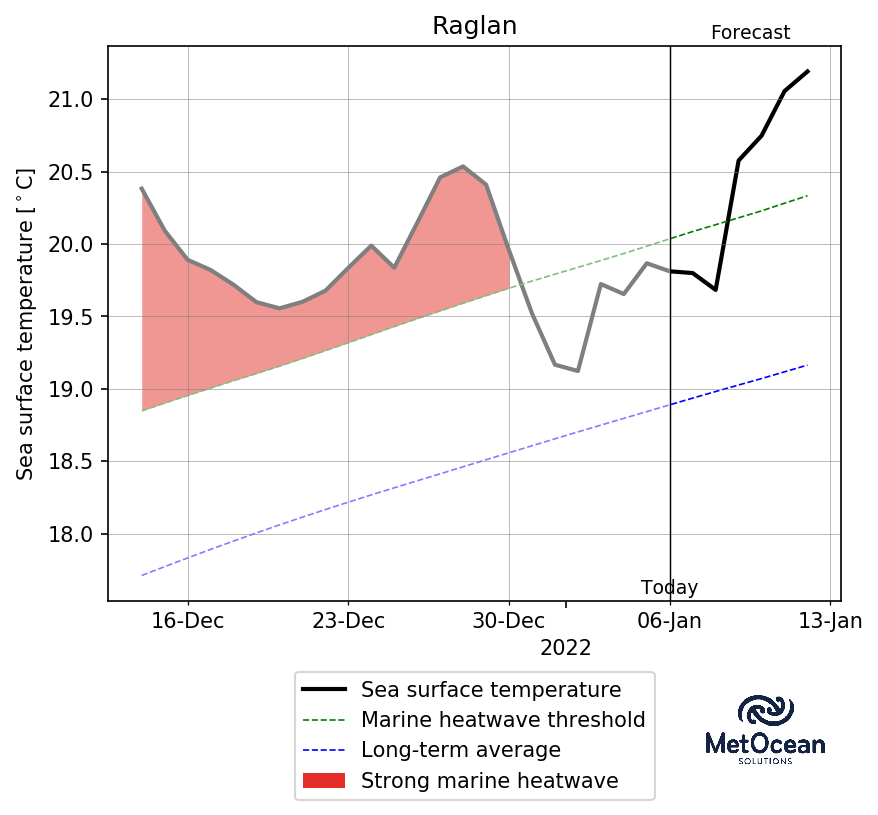 Raglan
Forecast
Sea surface temperature [°C]
21.0
20.5
20.0
19.5
19.0
18.5
18.0
Today
16-Dec 23-Dec 30-Dec 06-Jan 13-Jan
2022
Sea surface temperature
Marine heatwave threshold
Long-term average
Strong marine heatwave
MetOcean
SOLUTIONS